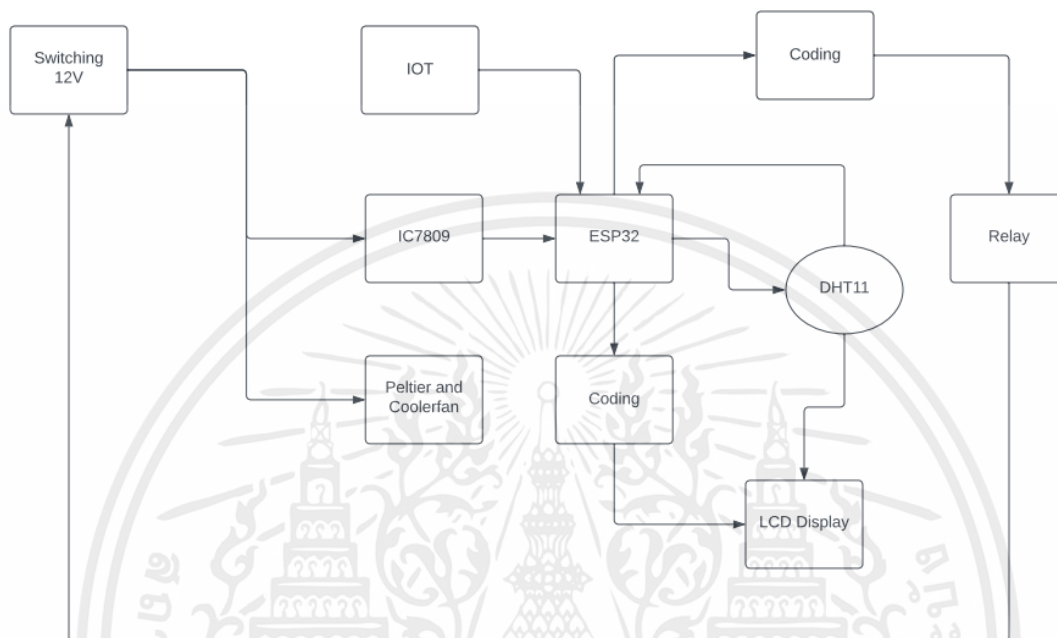 Switching
12V
IOT
Coding
IC7809
ESP32
Relay
DHT11
Peltier and
Coolerfan
Coding
LCD Display